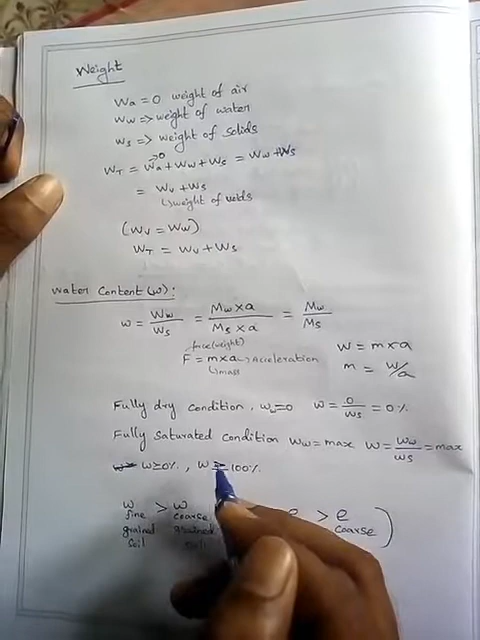 Weight
Wa = 0 weight of air
Ww => weight of water
Ws => weight of solids
WT = Wa→0 + Ww + Ws = Ww + Ws
= Wv + Ws
↳ weight of voids
(Wv = Ww)
WT = Wv + Ws
Water Content (w):
w = Ww/Ws = Mw×a/Ms×a = Mw/Ms
force (weight)
F = m×a → Acceleration
↳ mass
W = m×a
m = W/a
Fully dry condition, ww=0 w = 0/Ws = 0%
Fully saturated condition Ww = max w = Ww/Ws = max
w ≥ 0%, w 100%
w > w e > e
fine coarse coarse )
grained grained
soil